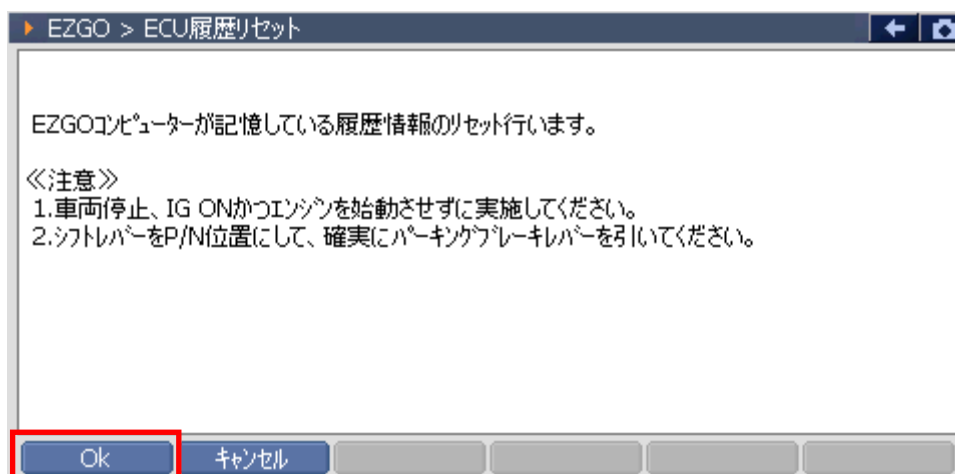 EZGO > ECU履歴リセット
EZGOｺﾝﾋﾟｭｰﾀｰが記憶している履歴情報のﾘｾｯﾄ行います。
≪注意≫
1.車両停止、IG ONかつｴﾝｼﾞﾝを始動させずに実施してください。
2.ｼﾌﾄﾚﾊﾞｰをP/N位置にして、確実にﾊﾟｰｷﾝｸﾞﾌﾞﾚｰｷﾚﾊﾞｰを引いてください。
Ok
ｷｬﾝｾﾙ